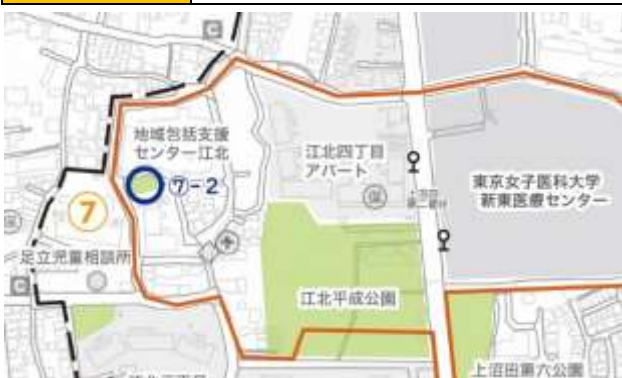 C
地域包括支援
センター江北
⑦-2
江北四丁目
アパート
保
東京女子医科大学
新東医療センター
7
足立児童相談所
C
江北平成公園
上沼田第六公園